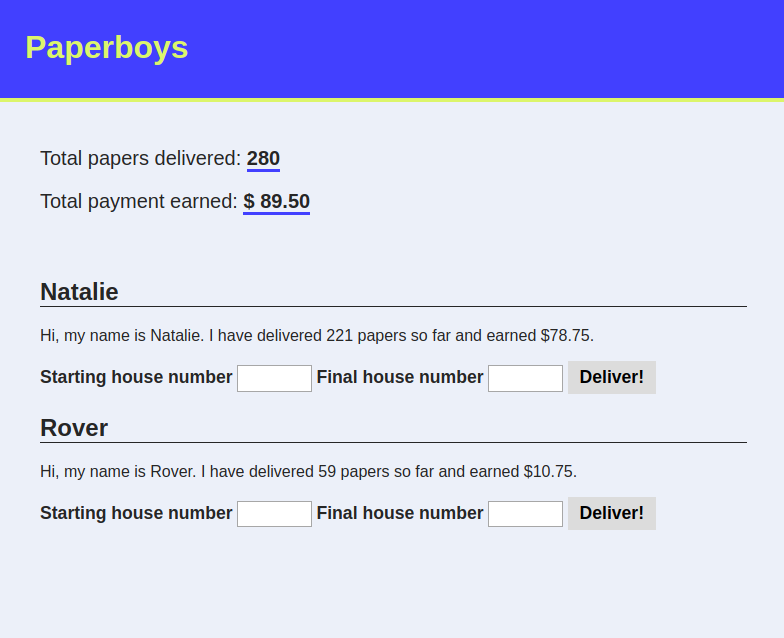 Paperboys
Total papers delivered: 280
Total payment earned: $ 89.50
Natalie
Hi, my name is Natalie. I have delivered 221 papers so far and earned $78.75.
Starting house number Final house number Deliver!
Rover
Hi, my name is Rover. I have delivered 59 papers so far and earned $10.75.
Starting house number Final house number Deliver!